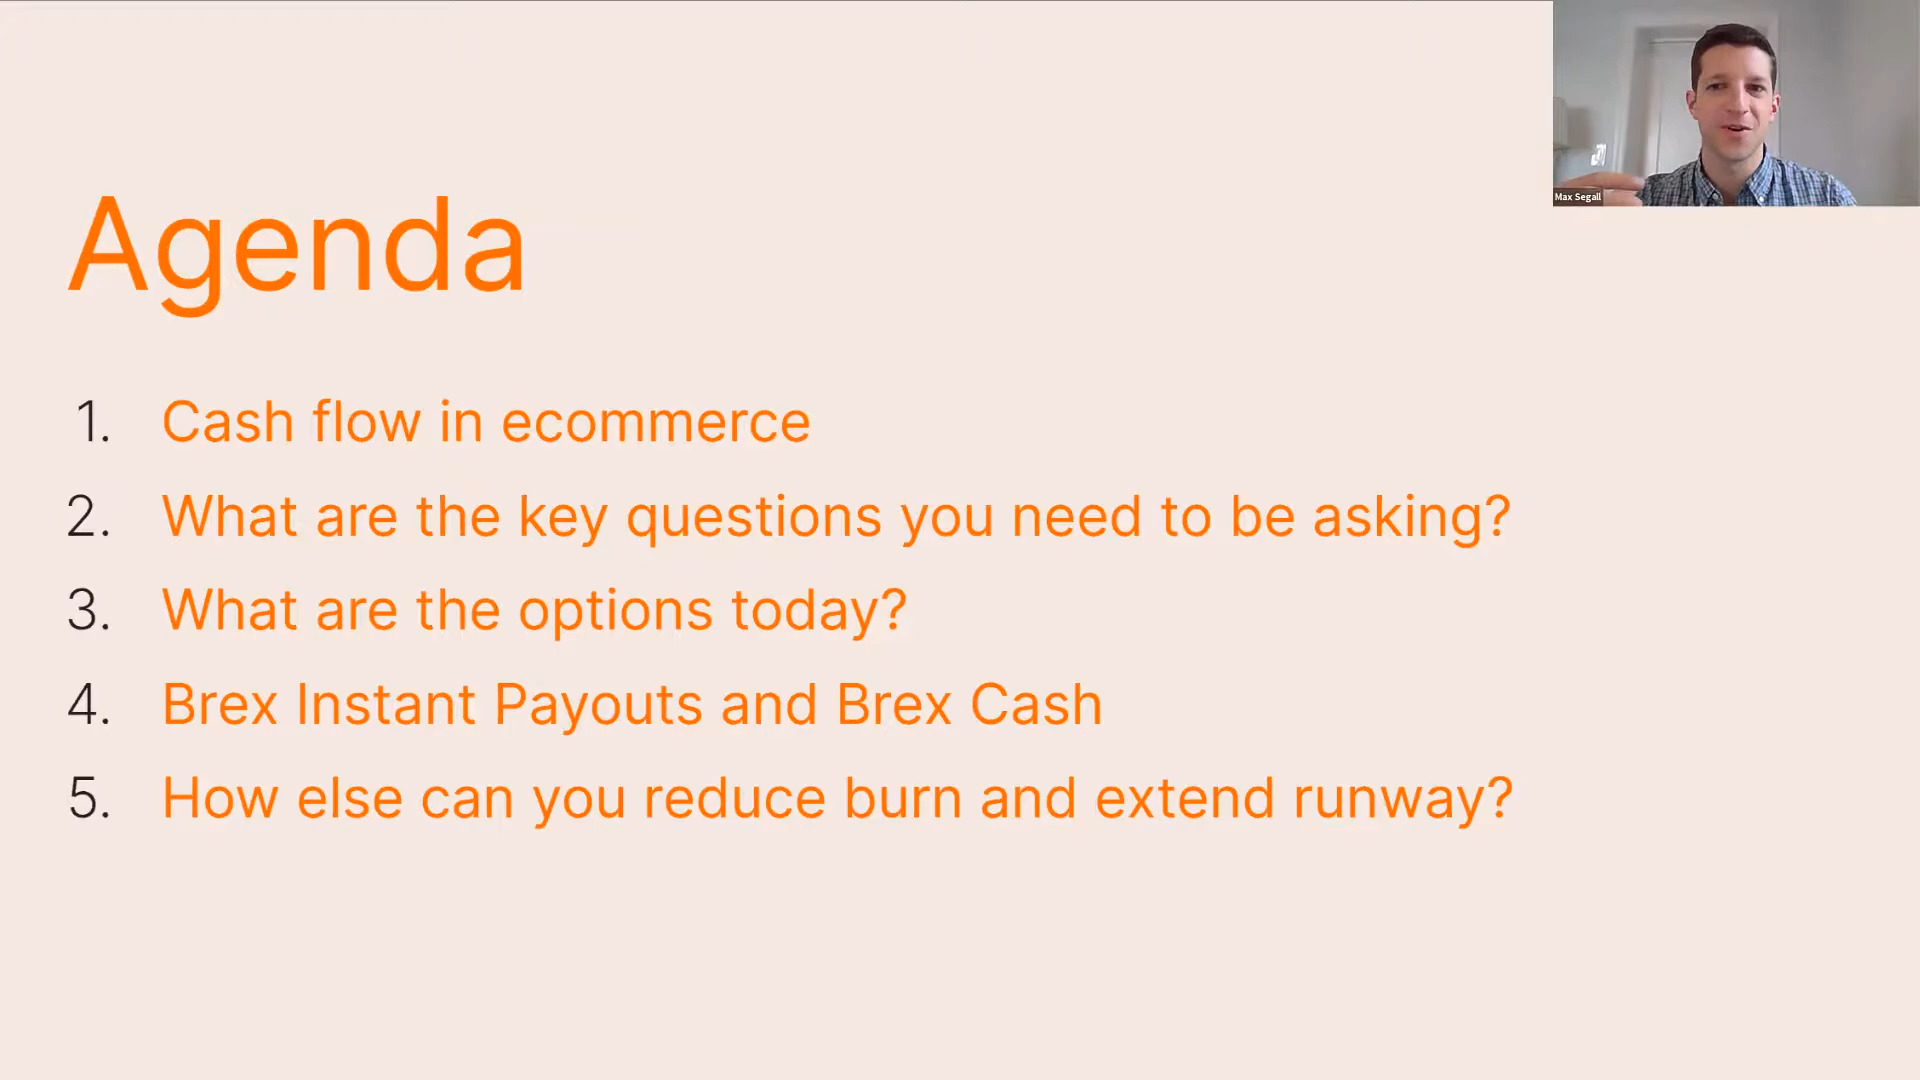 Max Segall
Agenda
1. Cash flow in ecommerce
2. What are the key questions you need to be asking?
3. What are the options today?
4. Brex Instant Payouts and Brex Cash
5. How else can you reduce burn and extend runway?